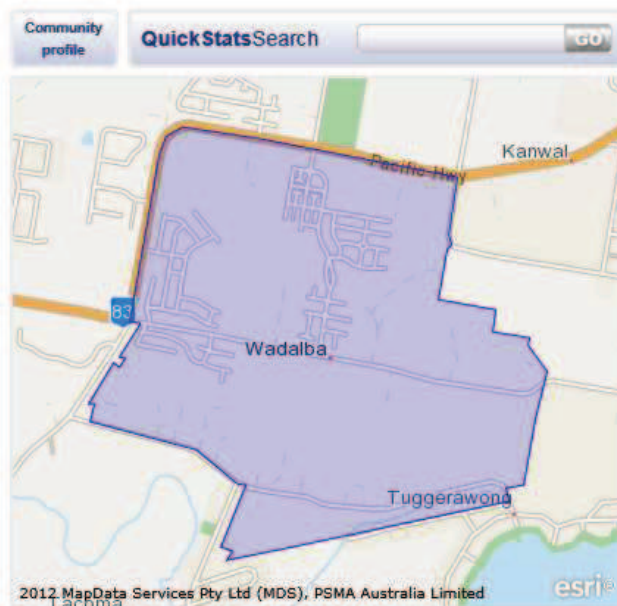 Community
profile
QuickStatsSearch
GO
Kanwal
Pacific Hwy
83
Wadalba
Tuggerawong
2012 MapData Services Pty Ltd (MDS), PSMA Australia Limited
esri